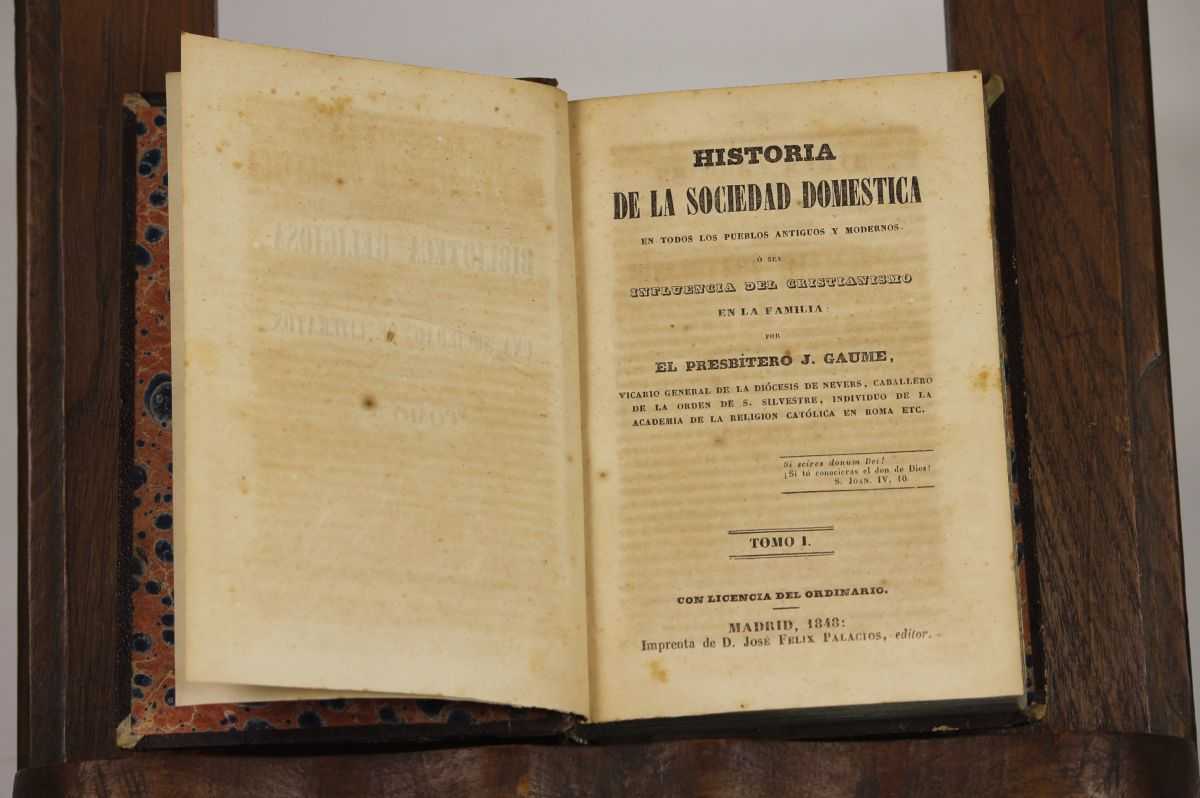 BIBLIOTECA RELIGIOSA
HISTORIA
DE LA SOCIEDAD DOMESTICA
EN TODOS LOS PUEBLOS ANTIGUOS Y MODERNOS.
Ó SEA
INFLUENCIA DEL CRISTIANISMO
EN LA FAMILIA:
POR
EL PRESBÍTERO J. GAUME,
VICARIO GENERAL DE LA DIÓCESIS DE NEVERS, CABALLERO
DE LA ORDEN DE S. SILVESTRE, INDIVIDUO DE LA
ACADEMIA DE LA RELIGION CATÓLICA EN ROMA ETC.
Si scires donum Dei!
¡Si tú conocieras el don de Dios!
S. JOAN. IV, 10.
TOMO I.
CON LICENCIA DEL ORDINARIO.
MADRID, 1848:
Imprenta de D. JOSÉ FELIX PALACIOS, editor.